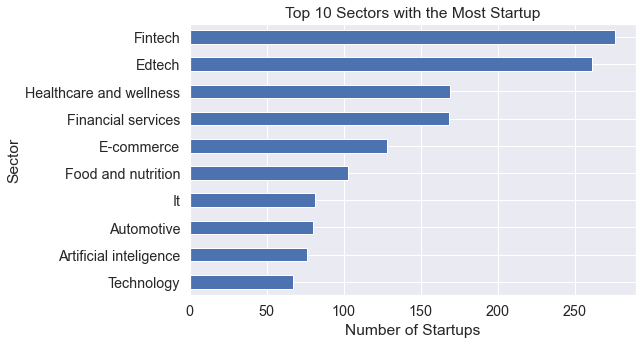 Top 10 Sectors with the Most Startup
Sector
Fintech
Edtech
Healthcare and wellness
Financial services
E-commerce
Food and nutrition
It
Automotive
Artificial inteligence
Technology
0 50 100 150 200 250
Number of Startups